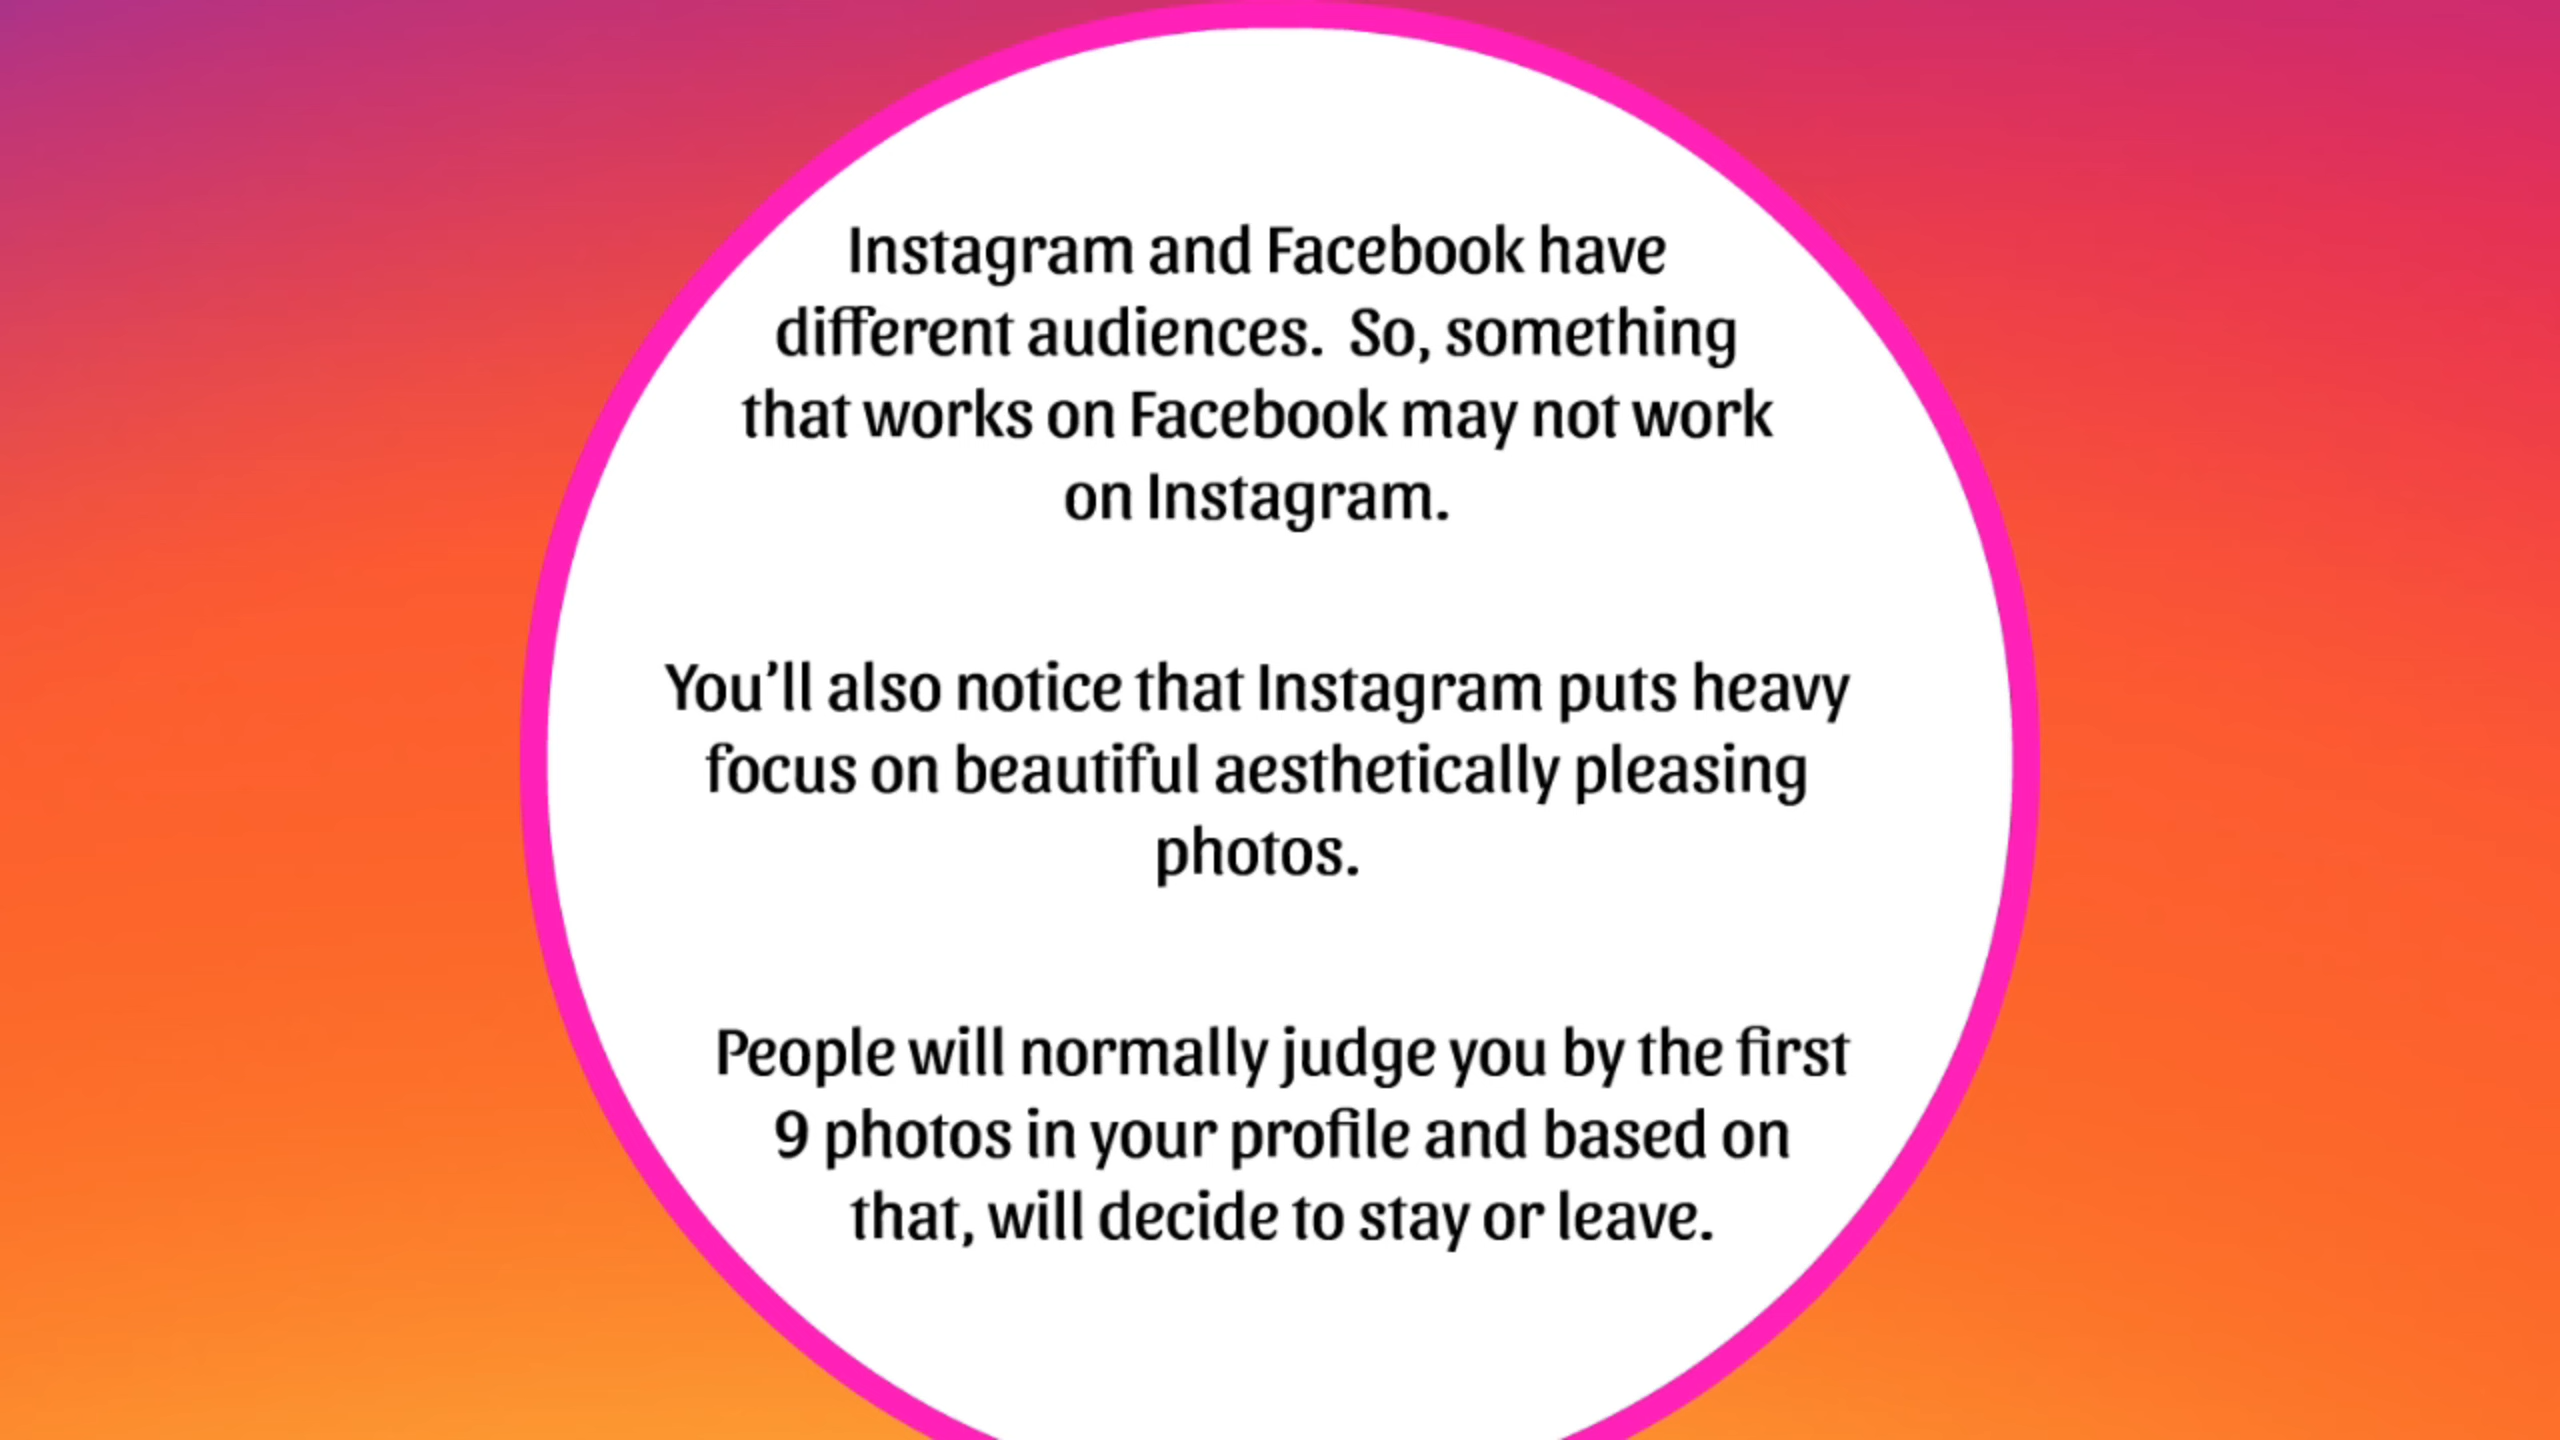 Instagram and Facebook have
different audiences.  So, something
that works on Facebook may not work
on Instagram.
You’ll also notice that Instagram puts heavy
focus on beautiful aesthetically pleasing
photos.
People will normally judge you by the first
9 photos in your profile and based on
that, will decide to stay or leave.